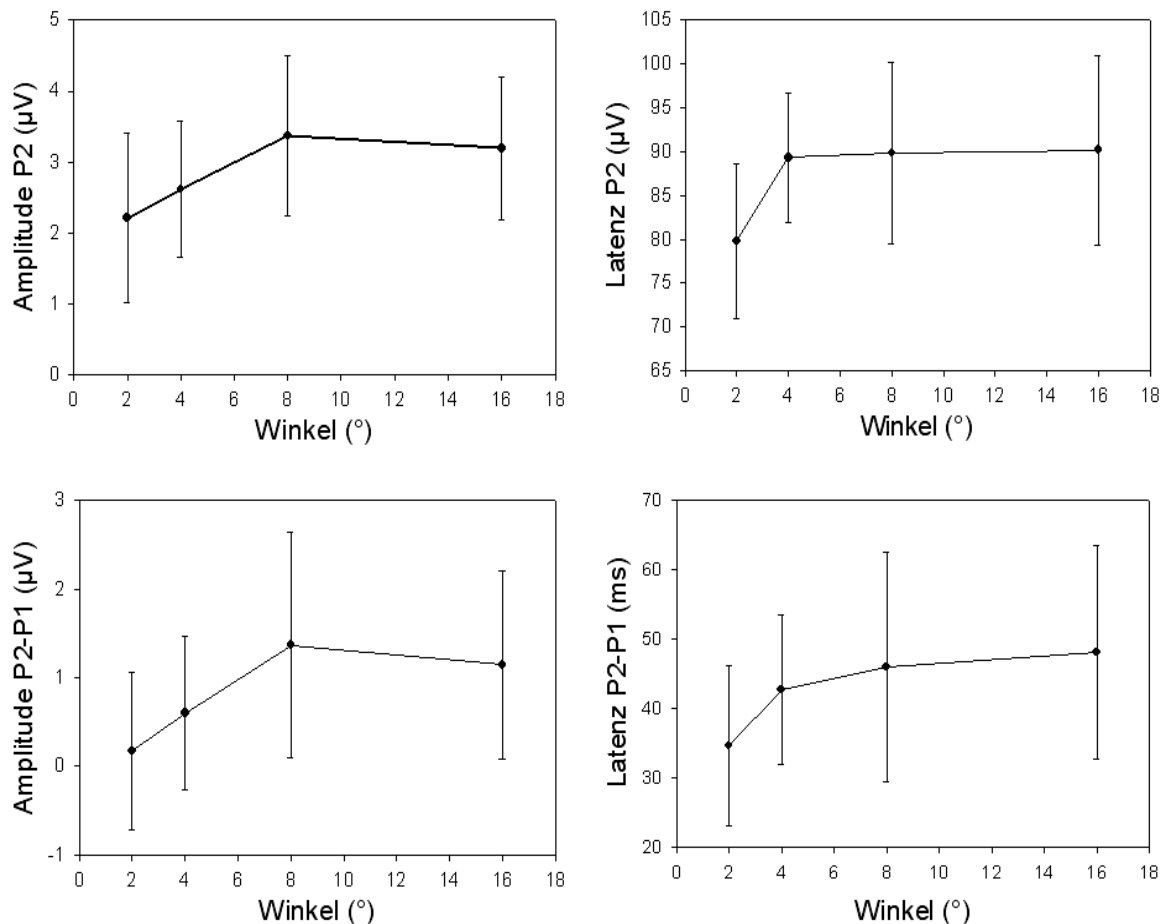 Amplitude P2 (µV)
5
4
3
2
1
0
0 2 4 6 8 10 12 14 16 18
Winkel (°)
Latenz P2 (µV)
105
100
95
90
85
80
75
70
65
0 2 4 6 8 10 12 14 16 18
Winkel (°)
Amplitude P2-P1 (µV)
3
2
1
0
-1
0 2 4 6 8 10 12 14 16 18
Winkel (°)
Latenz P2-P1 (ms)
70
60
50
40
30
20
0 2 4 6 8 10 12 14 16 18
Winkel (°)